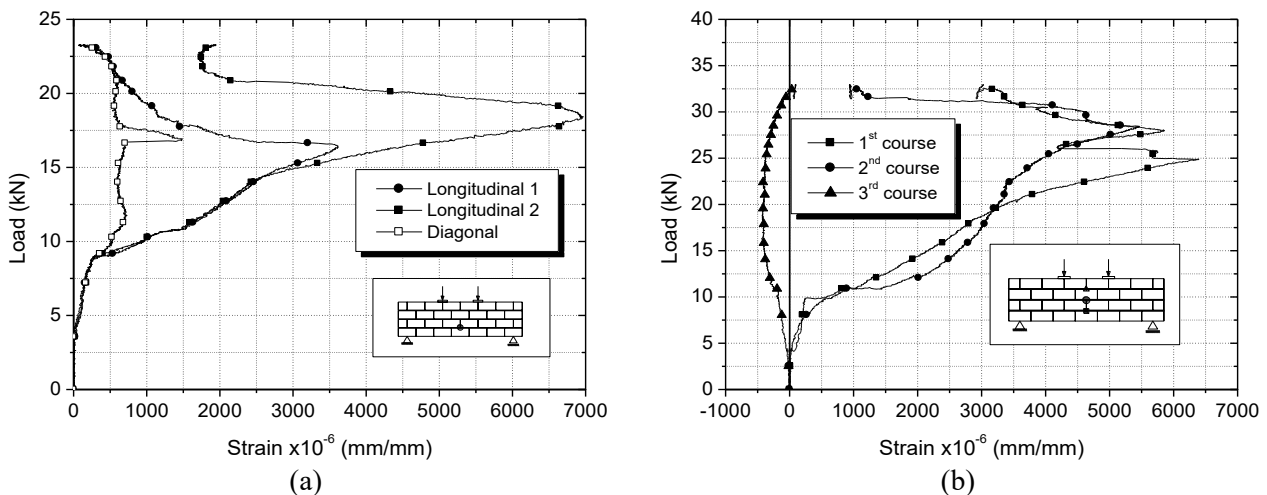 25
20
15
10
5
0
Load (kN)
Longitudinal 1
Longitudinal 2
Diagonal
0 1000 2000 3000 4000 5000 6000 7000
Strain x10-6 (mm/mm)
(a)
40
35
30
25
20
15
10
5
0
Load (kN)
1st course
2nd course
3rd course
-1000 0 1000 2000 3000 4000 5000 6000 7000
Strain x10-6 (mm/mm)
(b)